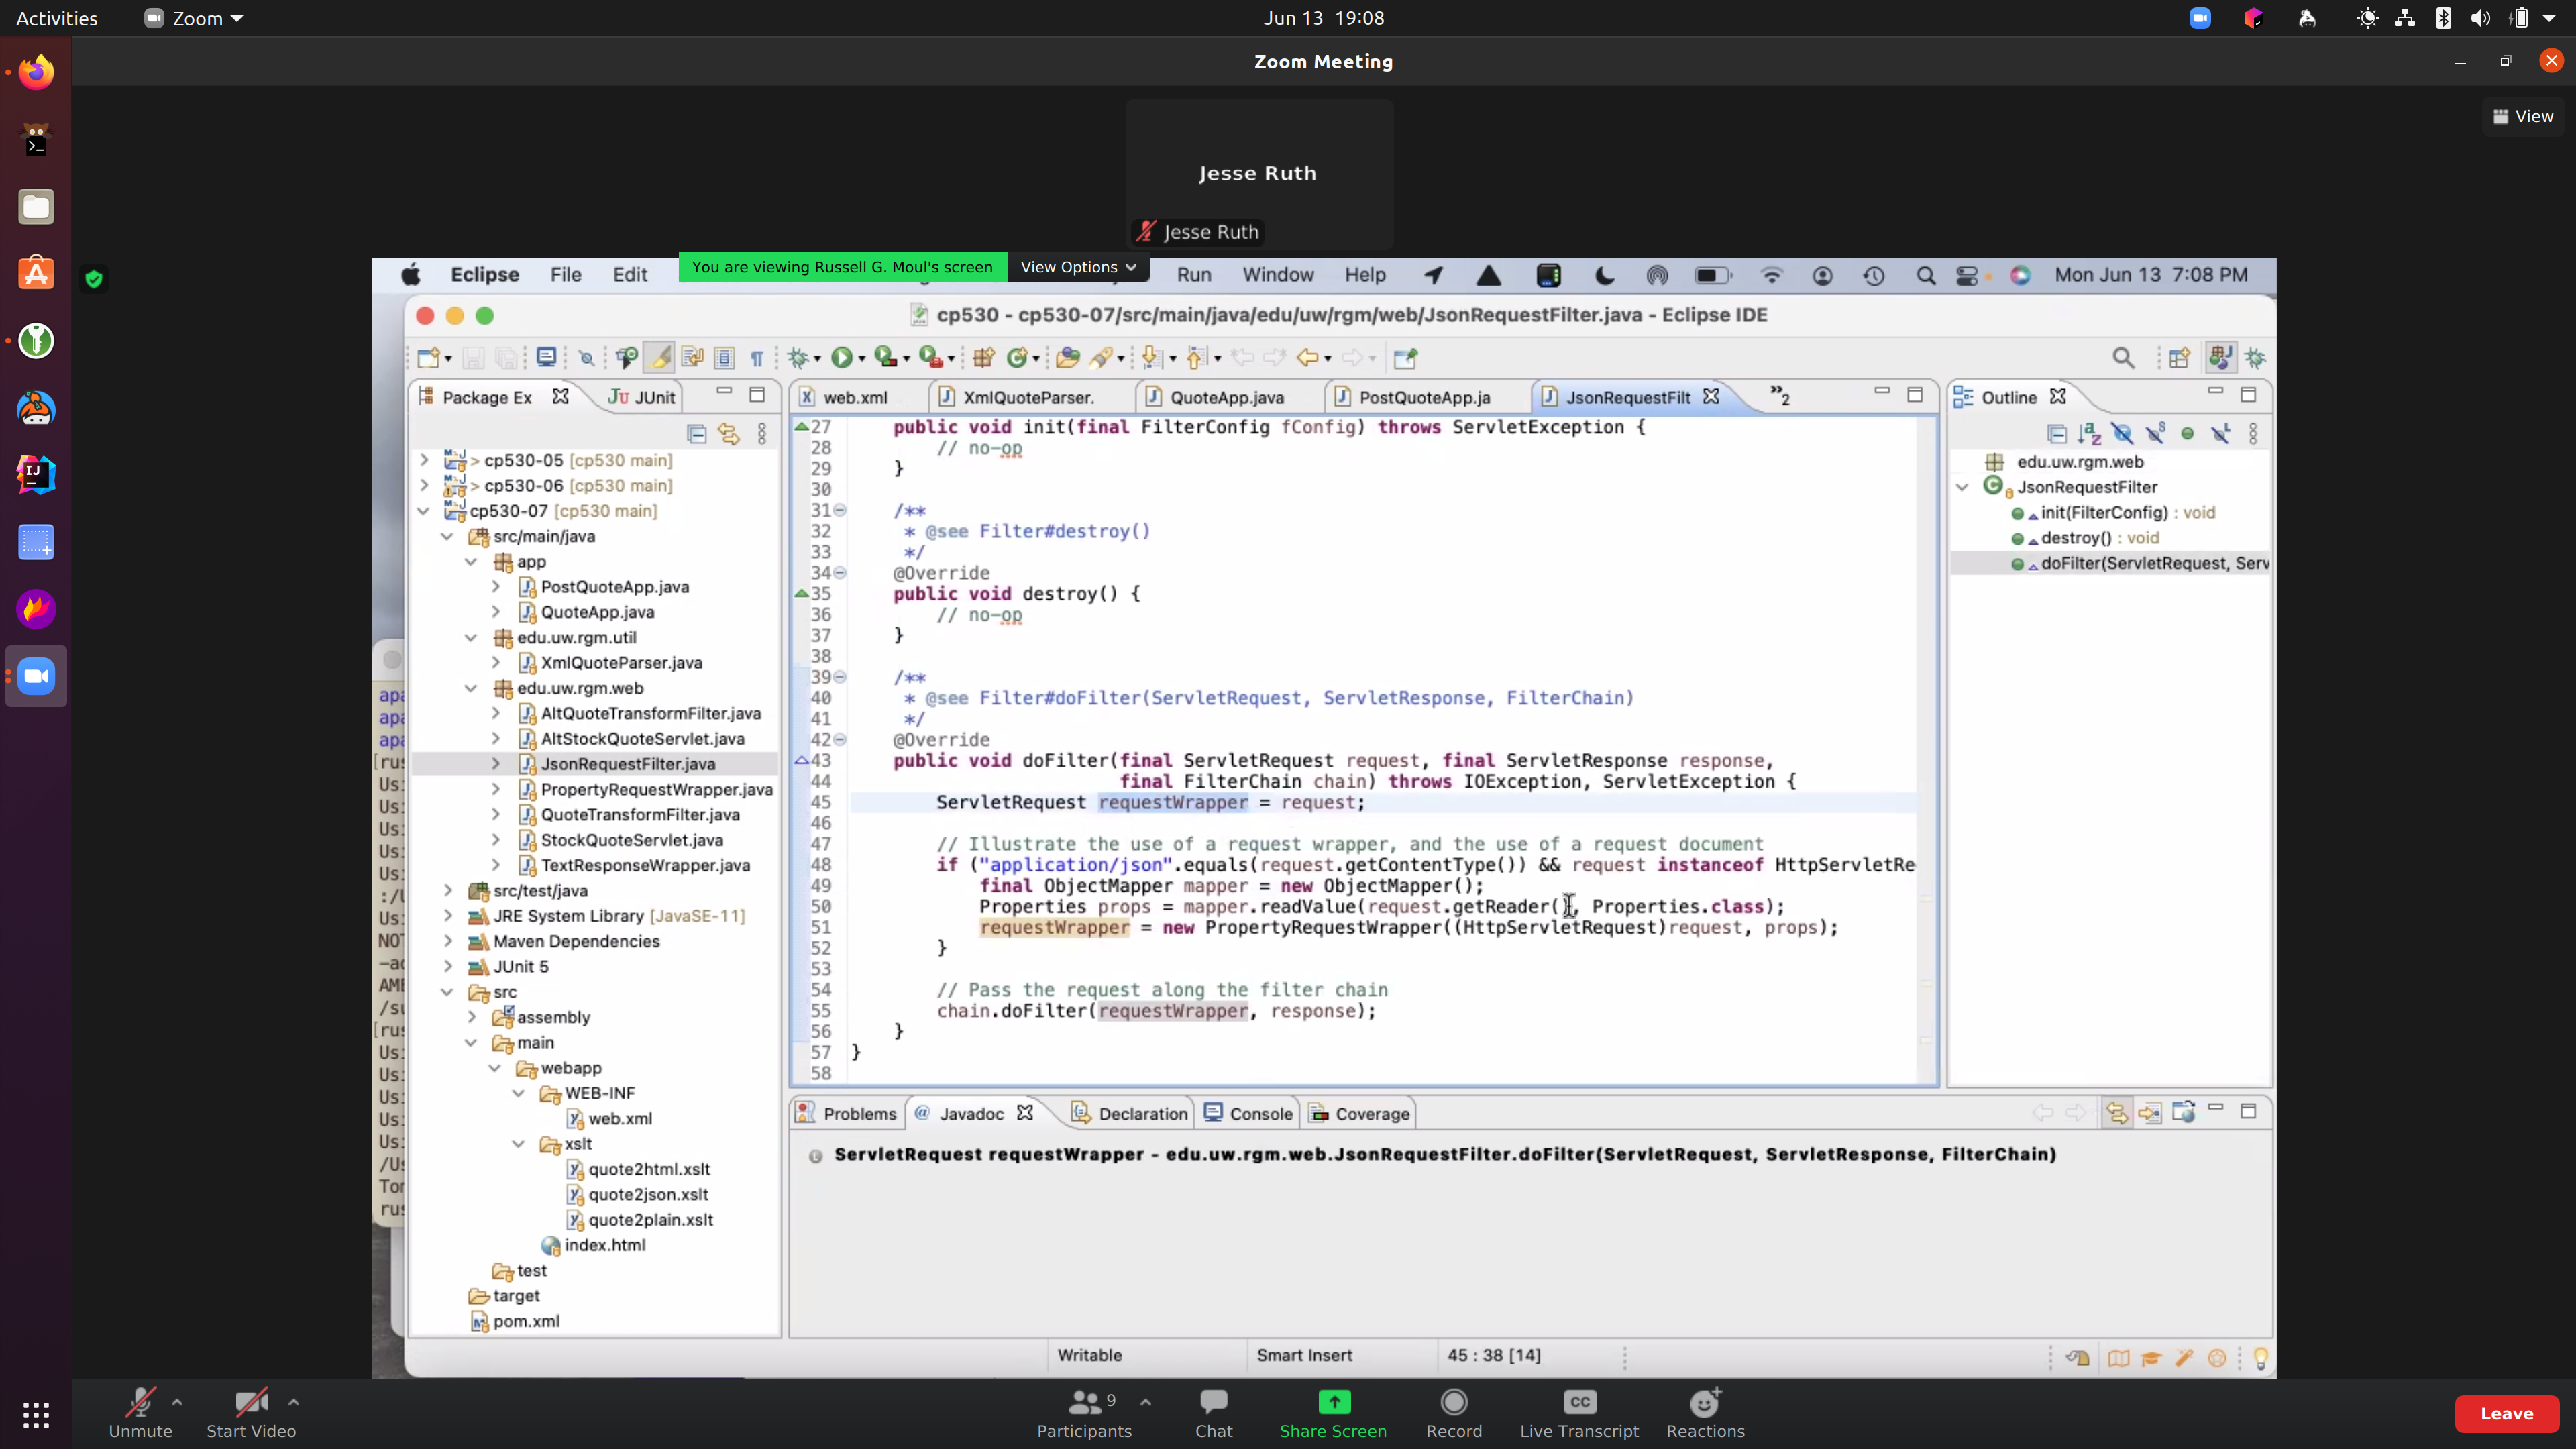 Activities
Zoom
Jun 13 19:08
Zoom Meeting
View
Jesse Ruth
Jesse Ruth
You are viewing Russell G. Moul's screen
View Options
Eclipse File Edit
Run Window Help
Mon Jun 13 7:08 PM
cp530 - cp530-07/src/main/java/edu/uw/rgm/web/JsonRequestFilter.java - Eclipse IDE
Package Ex
JUnit
web.xml
XmlQuoteParser.
QuoteApp.java
PostQuoteApp.ja
JsonRequestFilt
»2
Outline
> cp530-05 [cp530 main]
> cp530-06 [cp530 main]
cp530-07 [cp530 main]
src/main/java
app
PostQuoteApp.java
QuoteApp.java
edu.uw.rgm.util
XmlQuoteParser.java
edu.uw.rgm.web
AltQuoteTransformFilter.java
AltStockQuoteServlet.java
JsonRequestFilter.java
PropertyRequestWrapper.java
QuoteTransformFilter.java
StockQuoteServlet.java
TextResponseWrapper.java
src/test/java
JRE System Library [JavaSE-11]
Maven Dependencies
JUnit 5
src
assembly
main
webapp
WEB-INF
web.xml
xslt
quote2html.xslt
quote2json.xslt
quote2plain.xslt
index.html
test
target
pom.xml
27 public void init(final FilterConfig fConfig) throws ServletException {
28 // no-op
29 }
30
31 /**
32 * @see Filter#destroy()
33 */
34 @Override
35 public void destroy() {
36 // no-op
37 }
38
39 /**
40 * @see Filter#doFilter(ServletRequest, ServletResponse, FilterChain)
41 */
42 @Override
43 public void doFilter(final ServletRequest request, final ServletResponse response,
44 final FilterChain chain) throws IOException, ServletException {
45 ServletRequest requestWrapper = request;
46
47 // Illustrate the use of a request wrapper, and the use of a request document
48 if ("application/json".equals(request.getContentType()) && request instanceof HttpServletRe
49 final ObjectMapper mapper = new ObjectMapper();
50 Properties props = mapper.readValue(request.getReader(), Properties.class);
51 requestWrapper = new PropertyRequestWrapper((HttpServletRequest)request, props);
52 }
53
54 // Pass the request along the filter chain
55 chain.doFilter(requestWrapper, response);
56 }
57 }
58
edu.uw.rgm.web
JsonRequestFilter
init(FilterConfig) : void
destroy() : void
doFilter(ServletRequest, Serv
Problems
@ Javadoc
Declaration
Console
Coverage
ServletRequest requestWrapper - edu.uw.rgm.web.JsonRequestFilter.doFilter(ServletRequest, ServletResponse, FilterChain)
Writable
Smart Insert
45 : 38 [14]
Unmute
Start Video
9
Participants
Chat
Share Screen
Record
CC
Live Transcript
Reactions
Leave